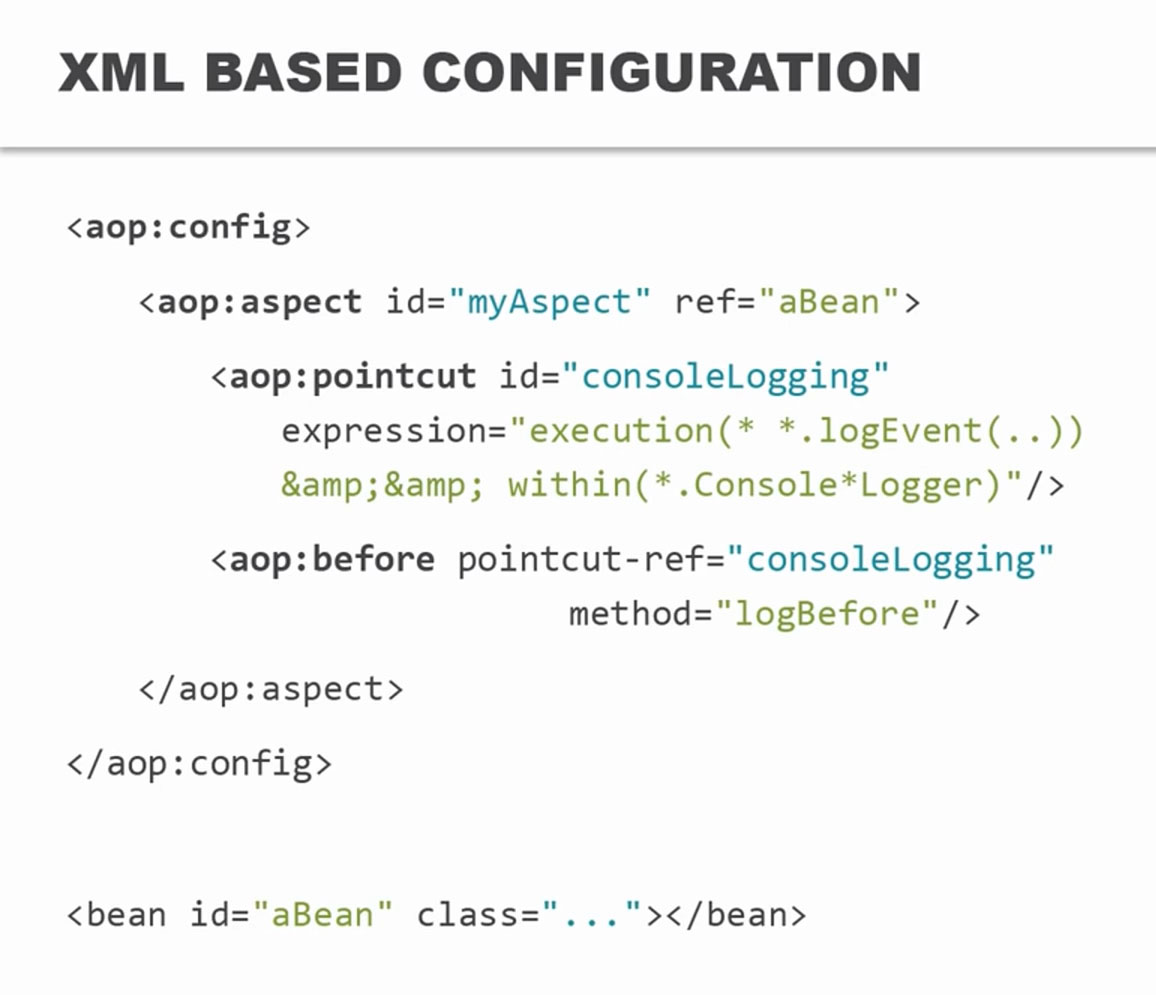 XML BASED CONFIGURATION
<aop:config>
<aop:aspect id="myAspect" ref="aBean">
<aop:pointcut id="consoleLogging"
expression="execution(* *.logEvent(..))
&amp;&amp; within(*.Console*Logger)"/>
<aop:before pointcut-ref="consoleLogging"
method="logBefore"/>
</aop:aspect>
</aop:config>
<bean id="aBean" class="..."></bean>